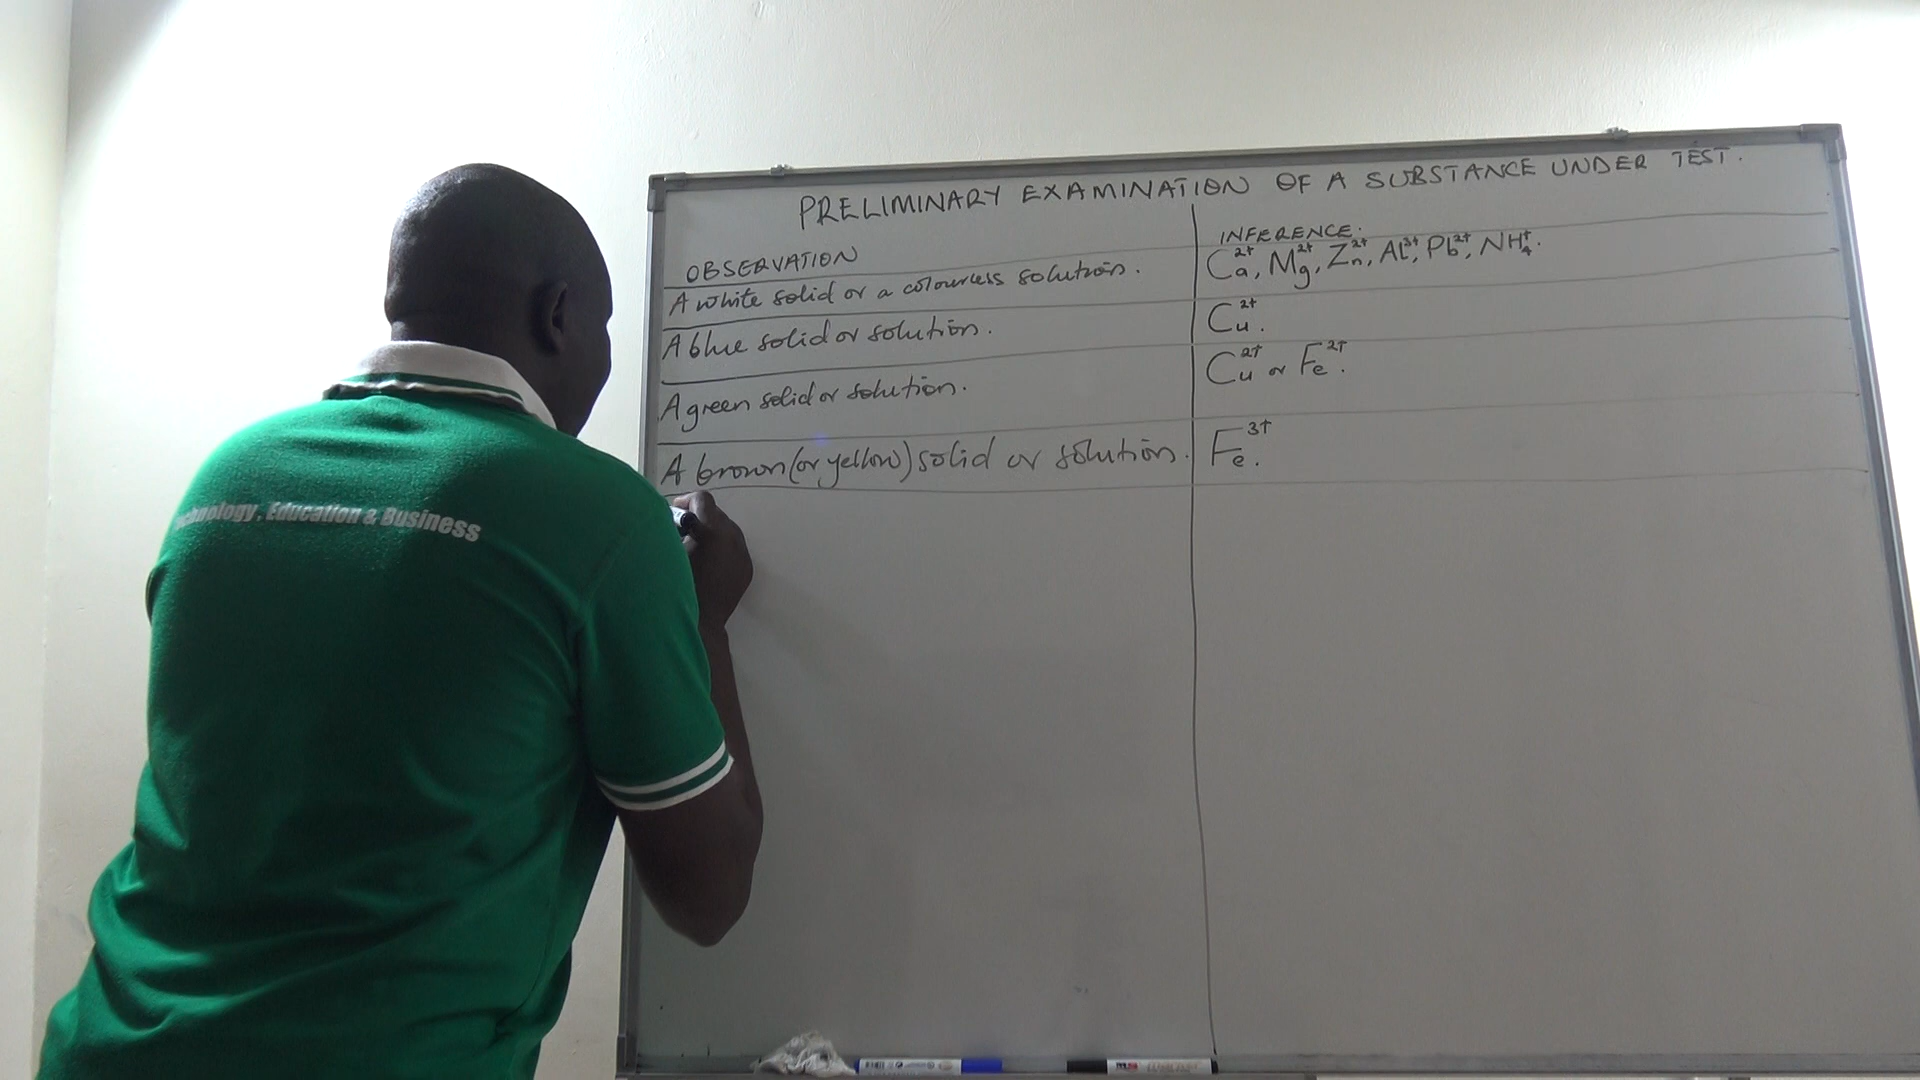 PRELIMINARY EXAMINATION OF A SUBSTANCE UNDER TEST.
OBSERVATION
INFERENCE.
A white solid or a colourless solution.
Ca²⁺, Mg²⁺, Zn²⁺, Al³⁺, Pb²⁺, NH₄⁺.
A blue solid or solution.
Cu²⁺.
A green solid or solution.
Cu²⁺ or Fe²⁺.
A brown (or yellow) solid or solution.
Fe³⁺.
Education & Business